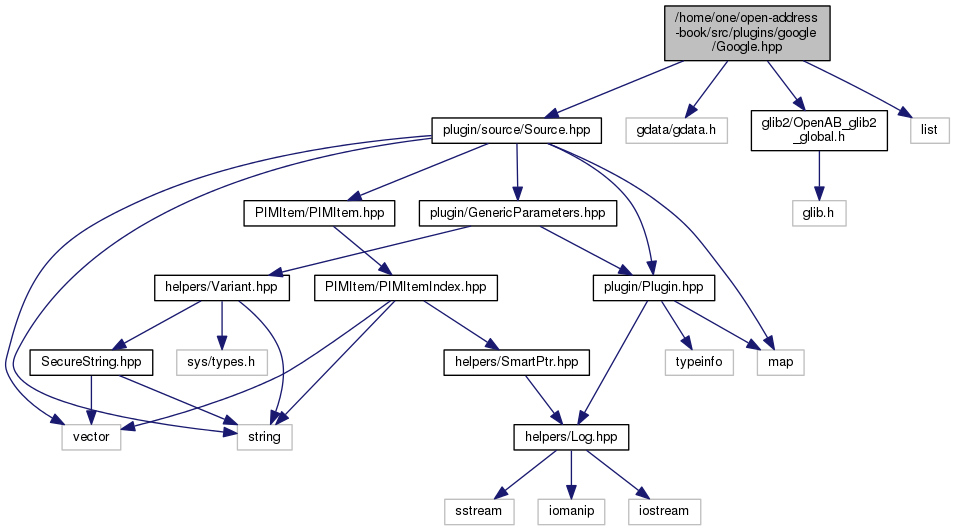 /home/one/open-address
-book/src/plugins/google
/Google.hpp
plugin/source/Source.hpp
gdata/gdata.h
glib2/OpenAB_glib2
_global.h
list
PIMItem/PIMItem.hpp
plugin/GenericParameters.hpp
glib.h
helpers/Variant.hpp
PIMItem/PIMItemIndex.hpp
plugin/Plugin.hpp
SecureString.hpp
sys/types.h
helpers/SmartPtr.hpp
typeinfo
map
vector
string
helpers/Log.hpp
sstream
iomanip
iostream